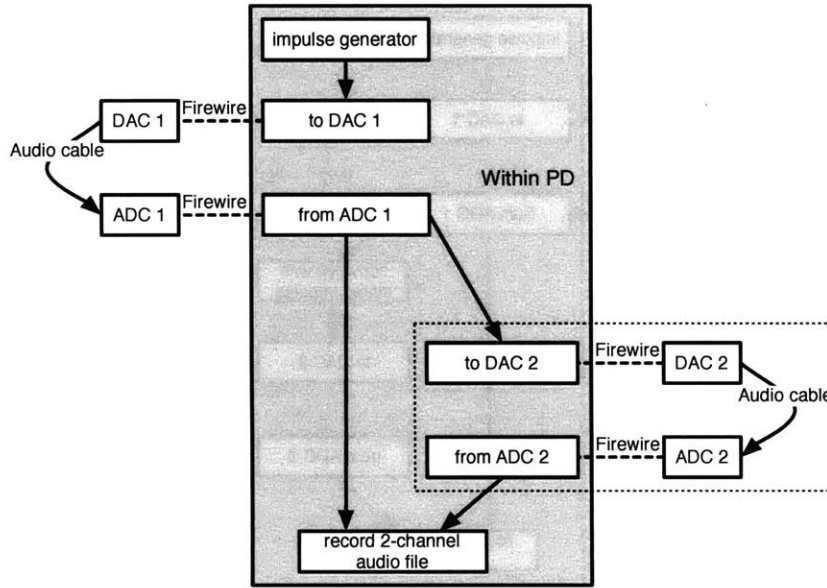 impulse generator
DAC 1
Firewire
to DAC 1
Audio cable
Within PD
ADC 1
Firewire
from ADC 1
to DAC 2
Firewire
DAC 2
Audio cable
from ADC 2
Firewire
ADC 2
record 2-channel
audio file